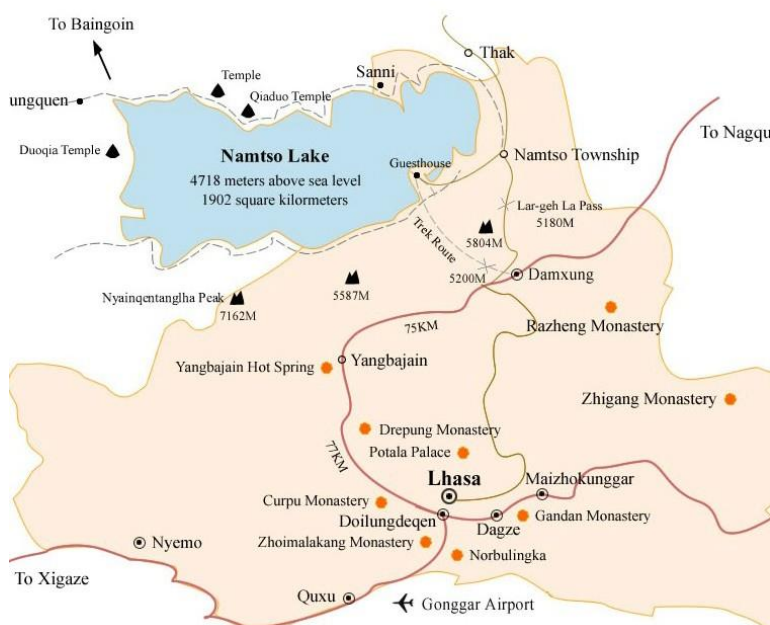 To Baingoin
Thak
Temple
Sanni
Qiaduo Temple
ungquen
To Nagqu
Duoqia Temple
Namtso Lake
4718 meters above sea level
1902 square kilormeters
Guesthouse
Namtso Township
Lar-geh La Pass
5180M
5804M
Trek Route
5200M
Damxung
Nyainqentanglha Peak
7162M
5587M
75KM
Razheng Monastery
Yangbajain Hot Spring
Yangbajain
Zhigang Monastery
Drepung Monastery
77KM
Potala Palace
Lhasa
Maizhokunggar
Curpu Monastery
Doilungdeqen
Dagze
Gandan Monastery
Nyemo
Zhoimalakang Monastery
Norbulingka
To Xigaze
Quxu
Gonggar Airport